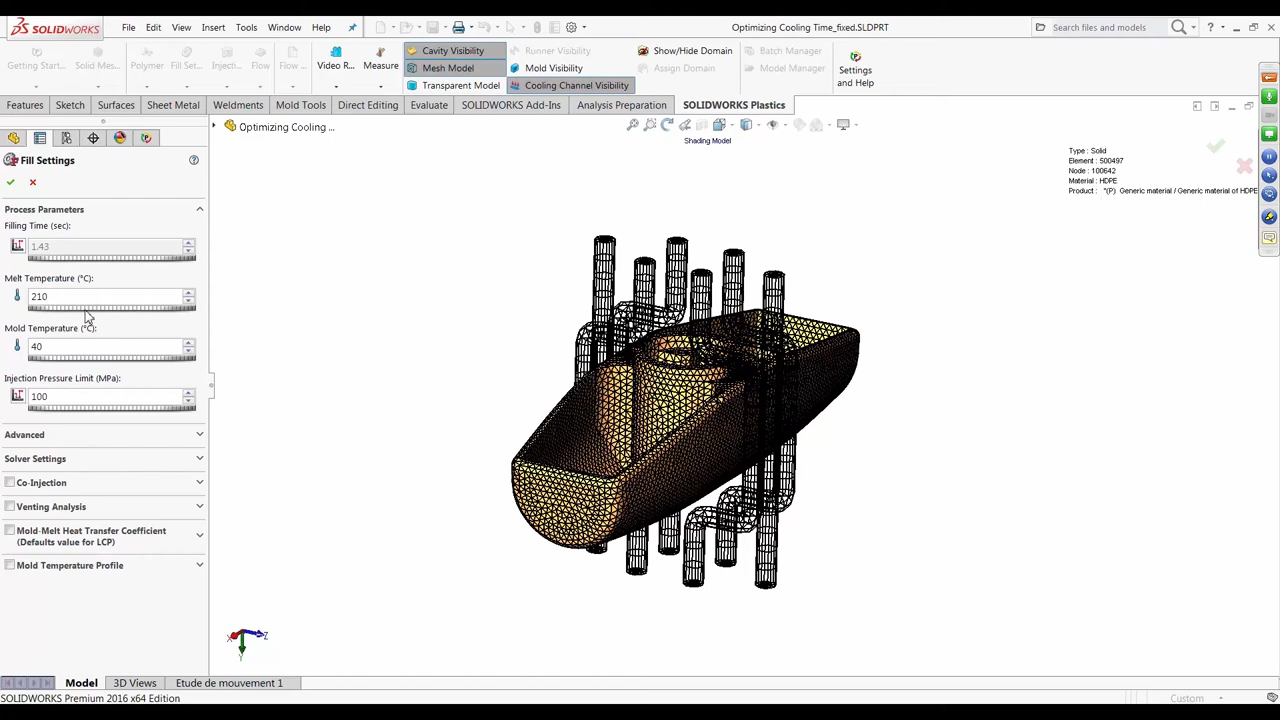 SOLIDWORKS
File Edit View Insert Tools Window Help
Optimizing Cooling Time_fixed.SLDPRT
Search files and models
Getting Start...
Solid Mes...
Polymer
Fill Set...
Injecti...
Flow
Flow ...
Video R...
Measure
Cavity Visibility
Mesh Model
Transparent Model
Runner Visibility
Mold Visibility
Cooling Channel Visibility
Show/Hide Domain
Assign Domain
Batch Manager
Model Manager
Settings
and Help
Features Sketch Surfaces Sheet Metal Weldments Mold Tools Direct Editing Evaluate SOLIDWORKS Add-Ins Analysis Preparation SOLIDWORKS Plastics
Optimizing Cooling ...
Shading Model
Type : Solid
Element : 500497
Node : 100642
Material : HDPE
Product : "(P) Generic material / Generic material of HDPE
Fill Settings
Process Parameters
Filling Time (sec):
1.43
Melt Temperature (°C):
210
Mold Temperature (°C):
40
Injection Pressure Limit (MPa):
100
Advanced
Solver Settings
Co-Injection
Venting Analysis
Mold-Melt Heat Transfer Coefficient
(Defaults value for LCP)
Mold Temperature Profile
X
Z
Y
Model 3D Views Etude de mouvement 1
SOLIDWORKS Premium 2016 x64 Edition
Custom